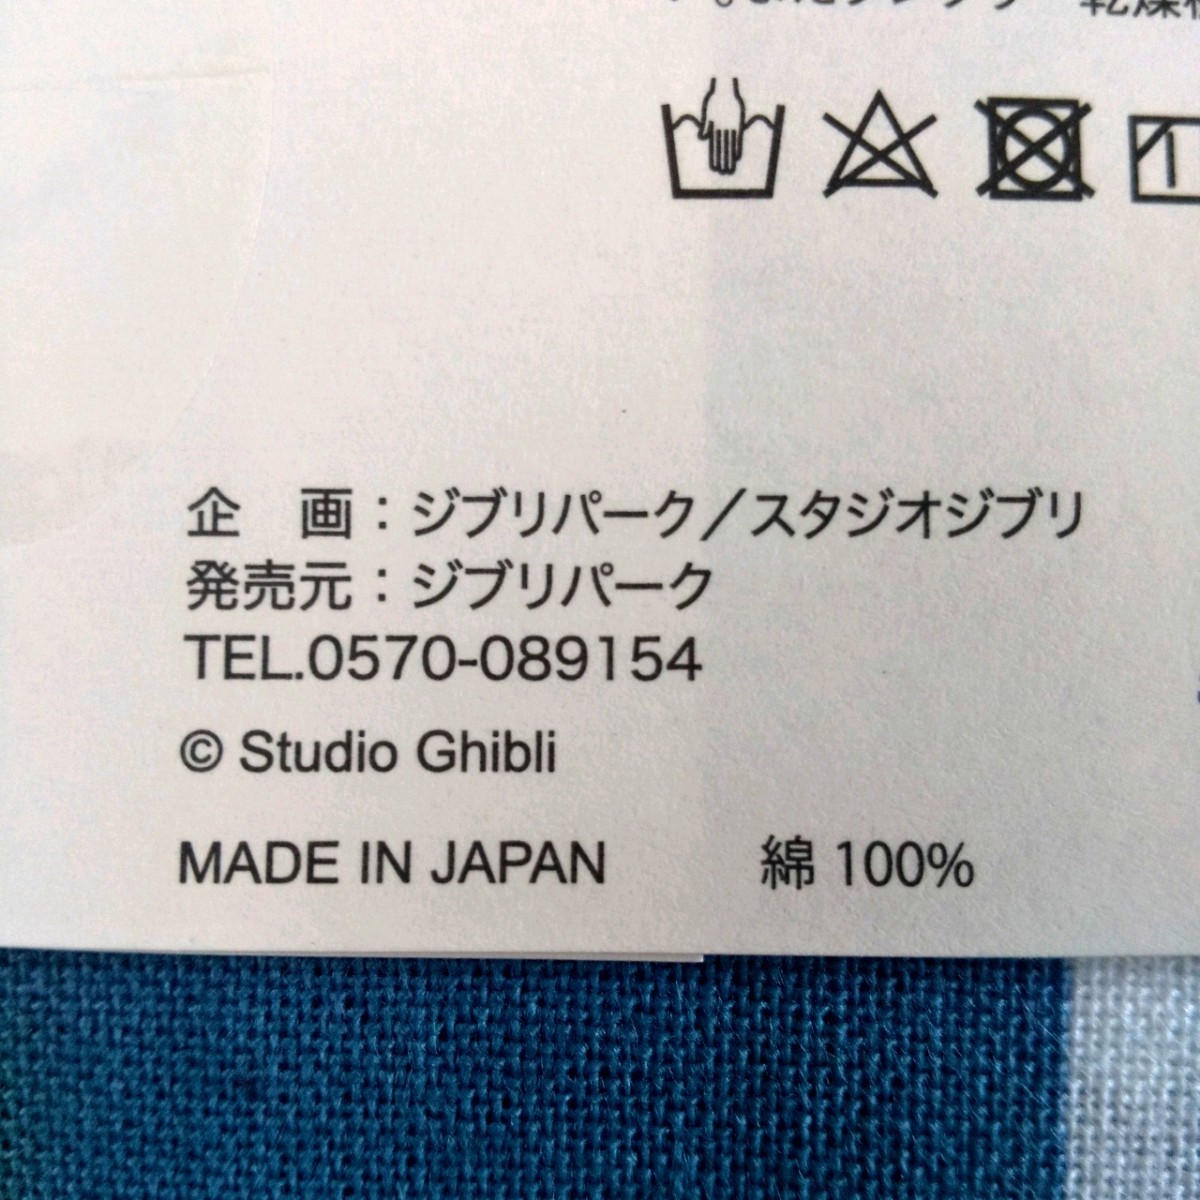 企　画：ジブリパーク／スタジオジブリ
発売元：ジブリパーク
TEL.0570-089154
© Studio Ghibli
MADE IN JAPAN　綿 100%